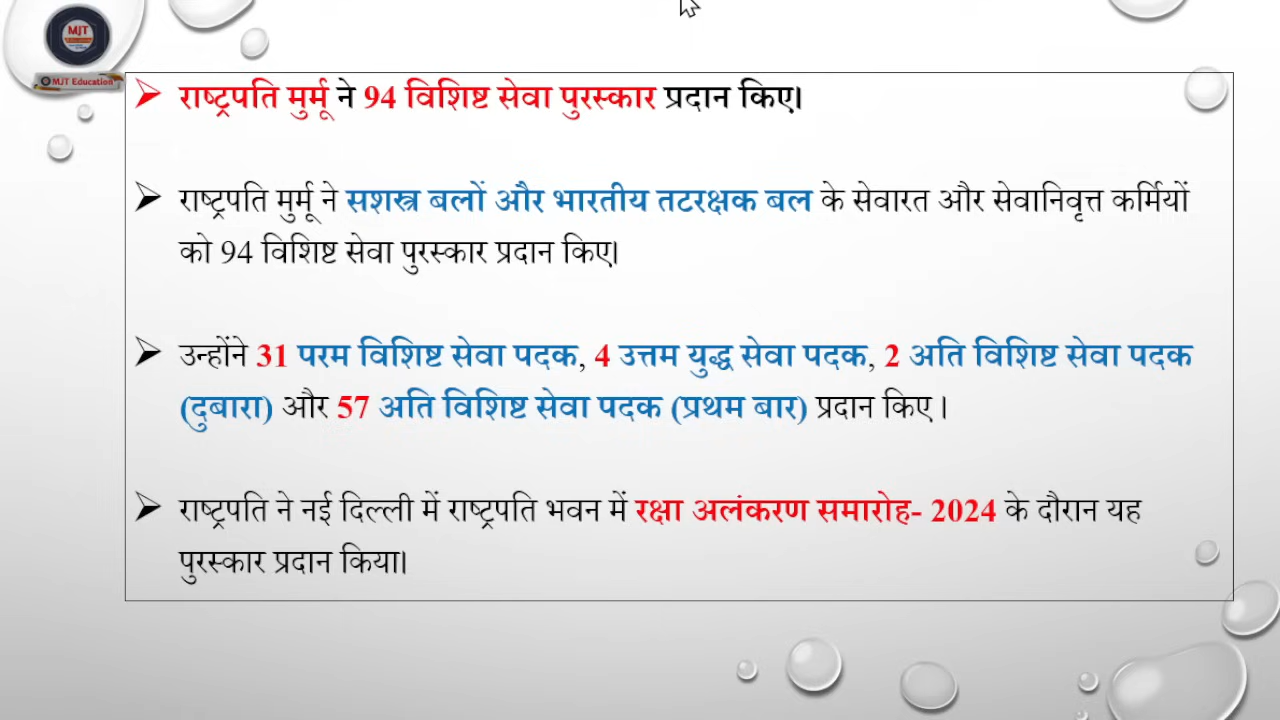 MJT
MJT Education
राष्ट्रपति मुर्मू ने 94 विशिष्ट सेवा पुरस्कार प्रदान किए।
राष्ट्रपति मुर्मू ने सशस्त्र बलों और भारतीय तटरक्षक बल के सेवारत और सेवानिवृत्त कर्मियों
को 94 विशिष्ट सेवा पुरस्कार प्रदान किए।
उन्होंने 31 परम विशिष्ट सेवा पदक, 4 उत्तम युद्ध सेवा पदक, 2 अति विशिष्ट सेवा पदक
(दुबारा) और 57 अति विशिष्ट सेवा पदक (प्रथम बार) प्रदान किए ।
राष्ट्रपति ने नई दिल्ली में राष्ट्रपति भवन में रक्षा अलंकरण समारोह- 2024 के दौरान यह
पुरस्कार प्रदान किया।